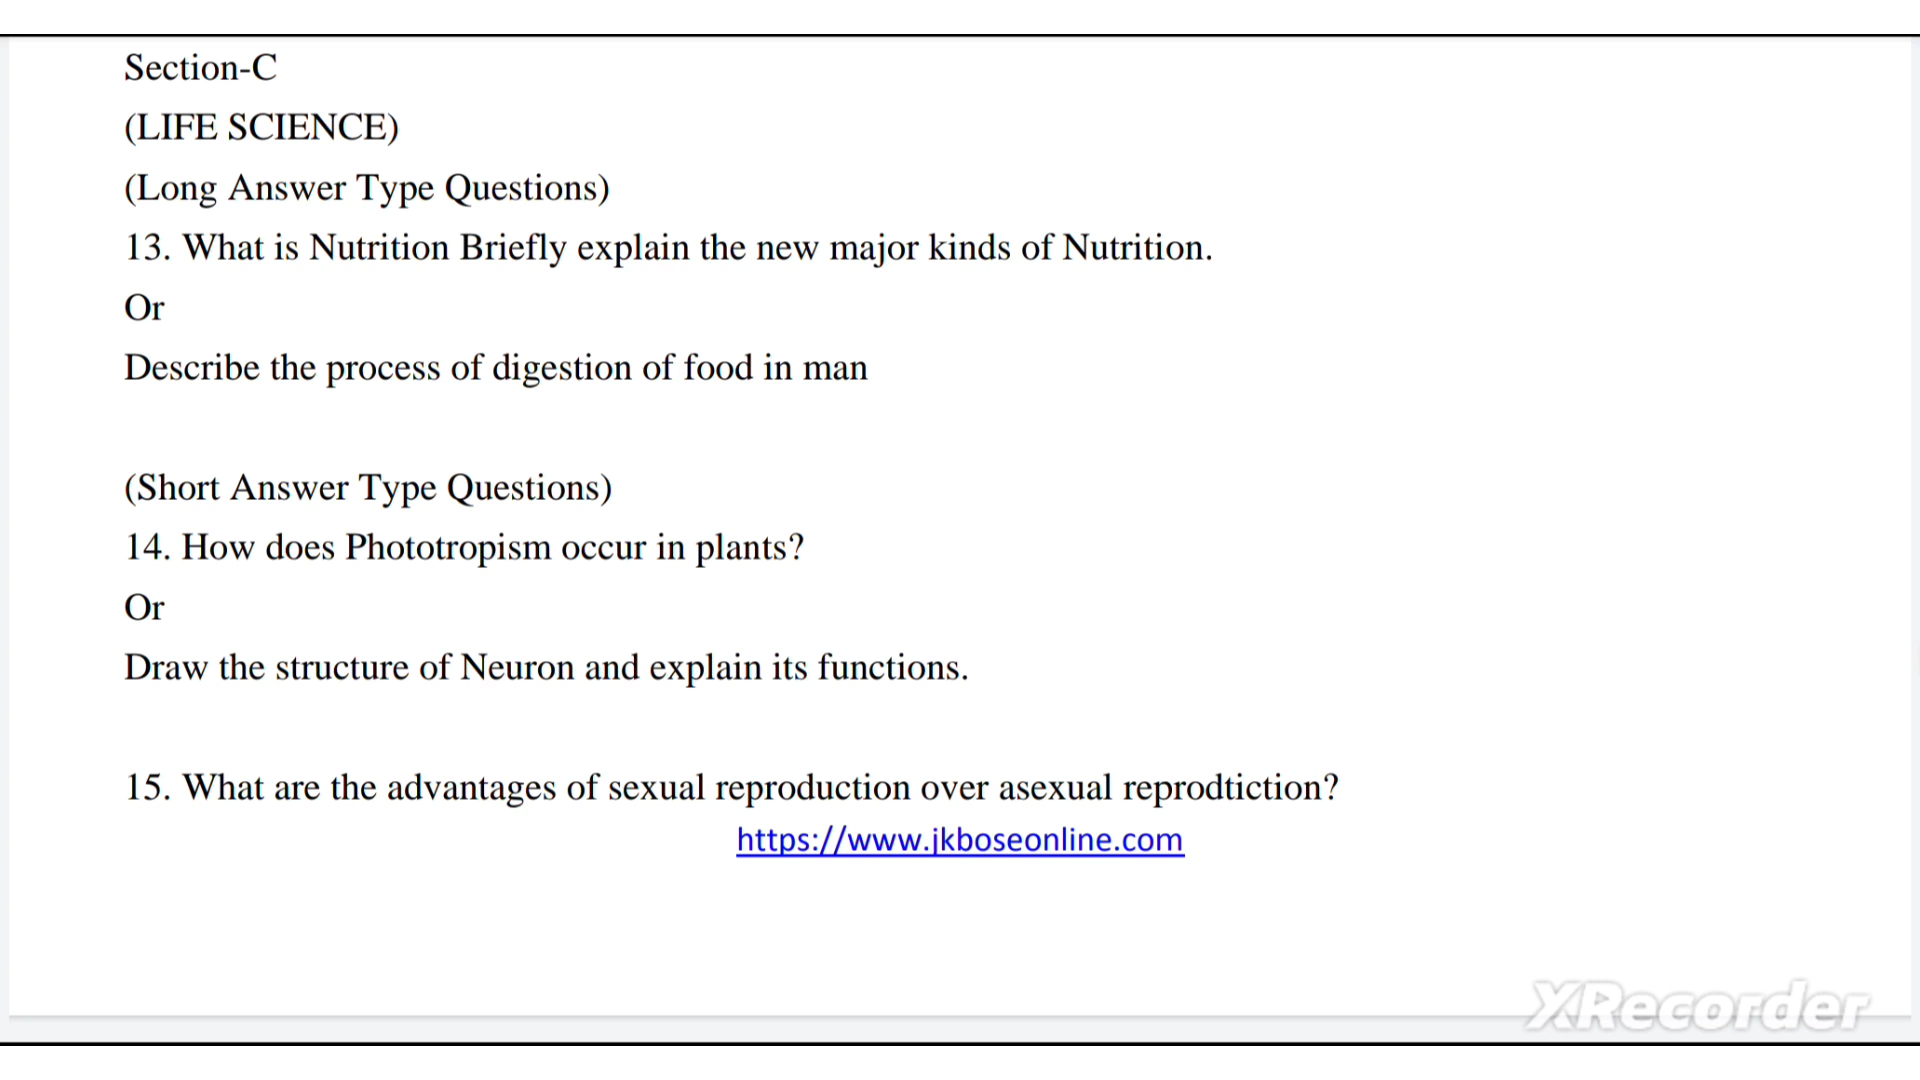 Section-C
(LIFE SCIENCE)
(Long Answer Type Questions)
13. What is Nutrition Briefly explain the new major kinds of Nutrition.
Or
Describe the process of digestion of food in man
(Short Answer Type Questions)
14. How does Phototropism occur in plants?
Or
Draw the structure of Neuron and explain its functions.
15. What are the advantages of sexual reproduction over asexual reprodtiction?
https://www.jkboseonline.com
XRecorder